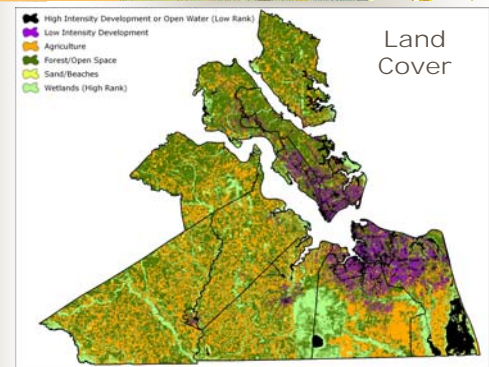 High Intensity Development or Open Water (Low Rank)
Low Intensity Development
Agriculture
Forest/Open Space
Sand/Beaches
Wetlands (High Rank)
Land
Cover